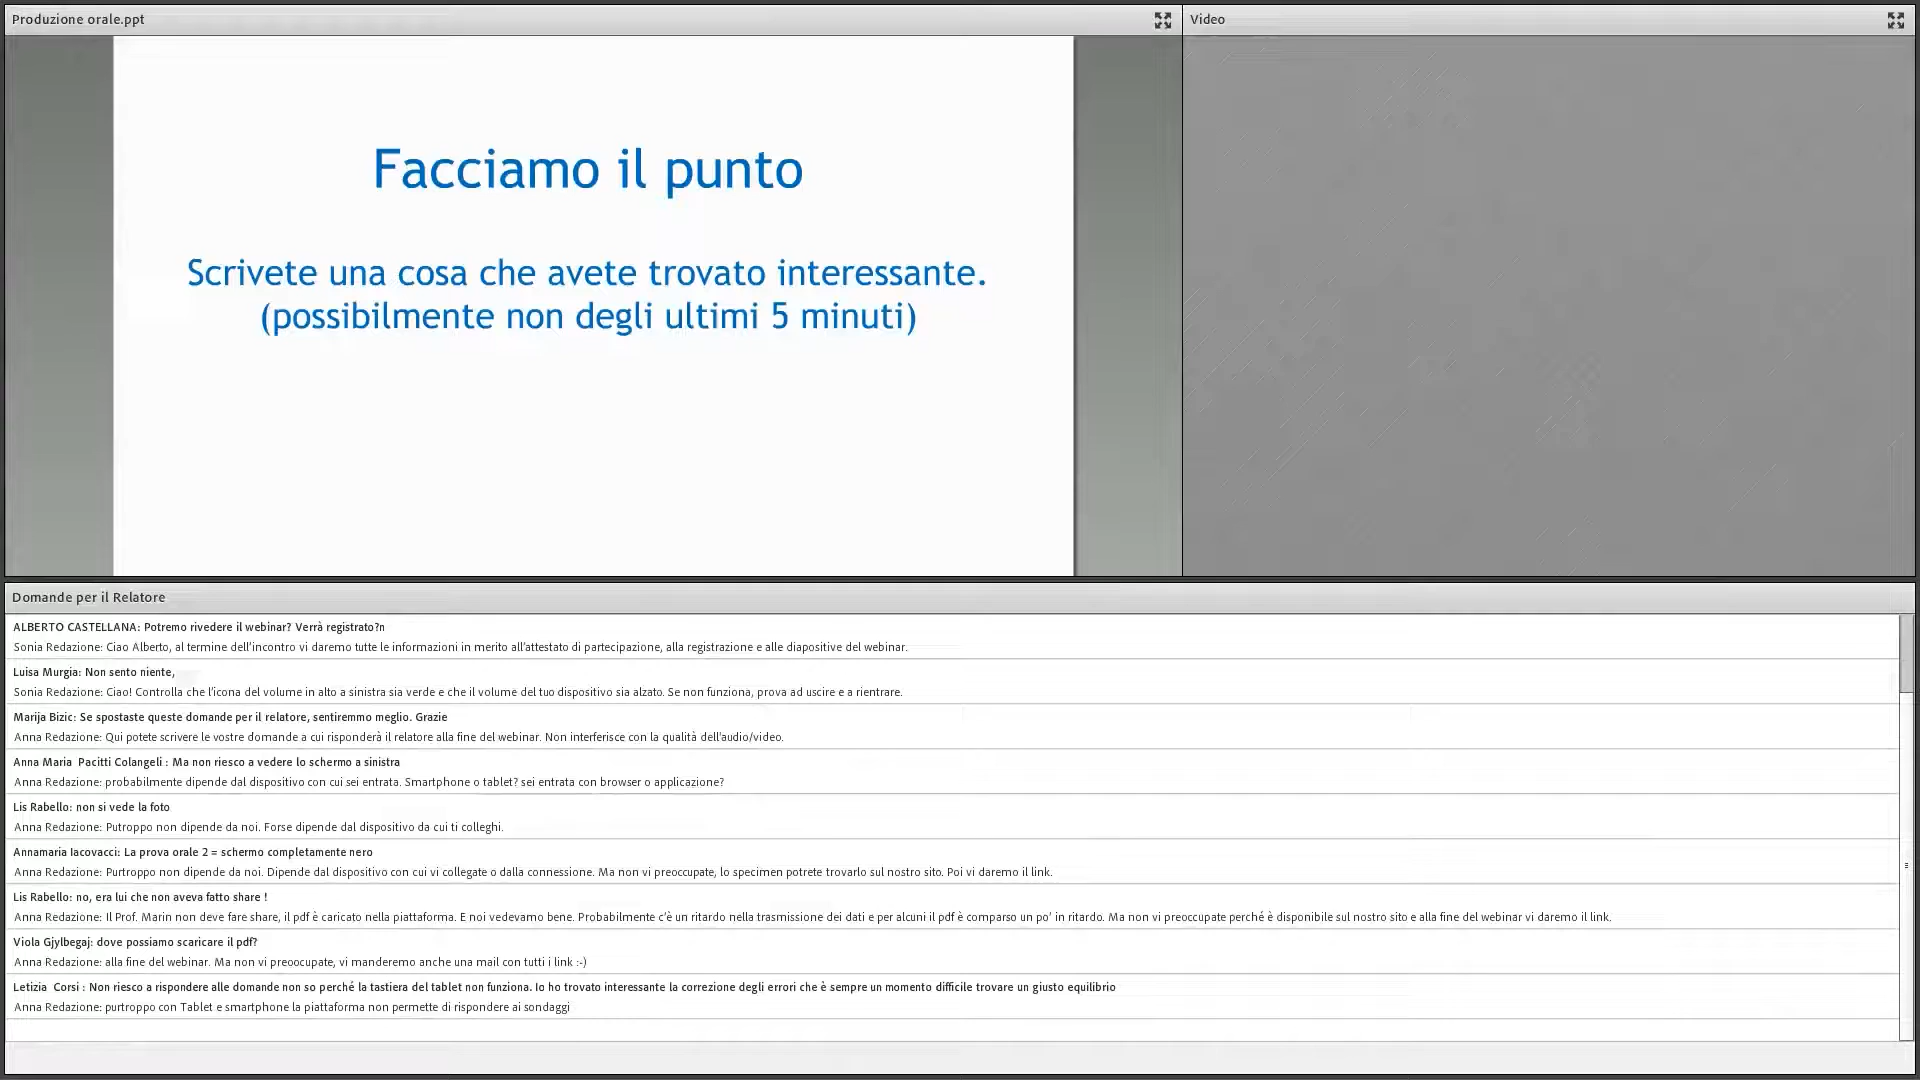 Produzione orale.ppt
Video
Facciamo il punto
Scrivete una cosa che avete trovato interessante.
(possibilmente non degli ultimi 5 minuti)
Domande per il Relatore
ALBERTO CASTELLANA: Potremo rivedere il webinar? Verrà registrato?n
Sonia Redazione: Ciao Alberto, al termine dell'incontro vi daremo tutte le informazioni in merito all'attestato di partecipazione, alla registrazione e alle diapositive del webinar.
Luisa Murgia: Non sento niente,
Sonia Redazione: Ciao! Controlla che l'icona del volume in alto a sinistra sia verde e che il volume del tuo dispositivo sia alzato. Se non funziona, prova ad uscire e a rientrare.
Marija Bizic: Se spostaste queste domande per il relatore, sentiremmo meglio. Grazie
Anna Redazione: Qui potete scrivere le vostre domande a cui risponderà il relatore alla fine del webinar. Non interferisce con la qualità dell'audio/video.
Anna Maria  Pacitti Colangeli : Ma non riesco a vedere lo schermo a sinistra
Anna Redazione: probabilmente dipende dal dispositivo con cui sei entrata. Smartphone o tablet? sei entrata con browser o applicazione?
Lis Rabello: non si vede la foto
Anna Redazione: Putroppo non dipende da noi. Forse dipende dal dispositivo da cui ti colleghi.
Annamaria Iacovacci: La prova orale 2 = schermo completamente nero
Anna Redazione: Purtroppo non dipende da noi. Dipende dal dispositivo con cui vi collegate o dalla connessione. Ma non vi preoccupate, lo specimen potrete trovarlo sul nostro sito. Poi vi daremo il link.
Lis Rabello: no, era lui che non aveva fatto share !
Anna Redazione: Il Prof. Marin non deve fare share, il pdf è caricato nella piattaforma. E noi vedevamo bene. Probabilmente c'è un ritardo nella trasmissione dei dati e per alcuni il pdf è comparso un po' in ritardo. Ma non vi preoccupate perché è disponibile sul nostro sito e alla fine del webinar vi daremo il link.
Viola Gjylbegaj: dove possiamo scaricare il pdf?
Anna Redazione: alla fine del webinar. Ma non vi preoocupate, vi manderemo anche una mail con tutti i link :-)
Letizia  Corsi : Non riesco a rispondere alle domande non so perché la tastiera del tablet non funziona. Io ho trovato interessante la correzione degli errori che è sempre un momento difficile trovare un giusto equilibrio
Anna Redazione: purtroppo con Tablet e smartphone la piattaforma non permette di rispondere ai sondaggi